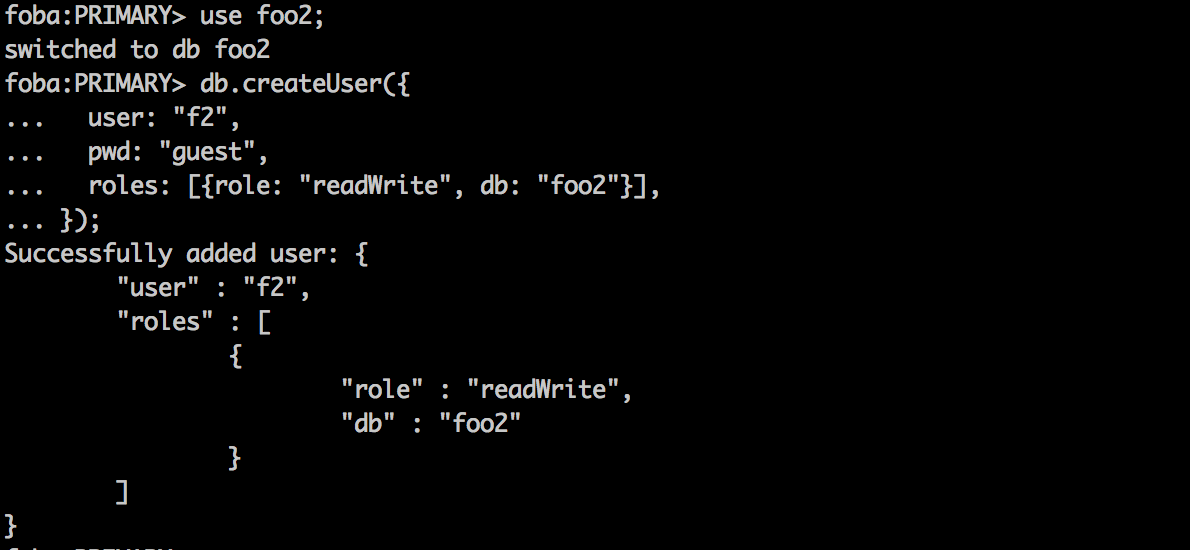 foba:PRIMARY> use foo2;
switched to db foo2
foba:PRIMARY> db.createUser({
...   user: "f2",
...   pwd: "guest",
...   roles: [{role: "readWrite", db: "foo2"}],
... });
Successfully added user: {
        "user" : "f2",
        "roles" : [
                {
                        "role" : "readWrite",
                        "db" : "foo2"
                }
        ]
}